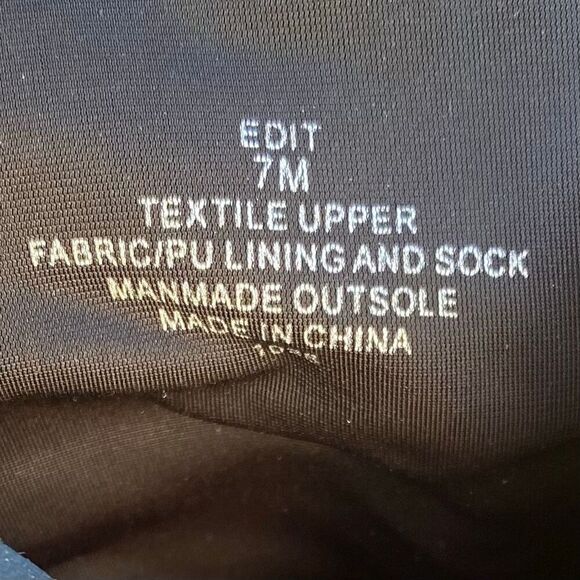 EDIT
7M
TEXTILE UPPER
FABRIC/PU LINING AND SOCK
MANMADE OUTSOLE
MADE IN CHINA